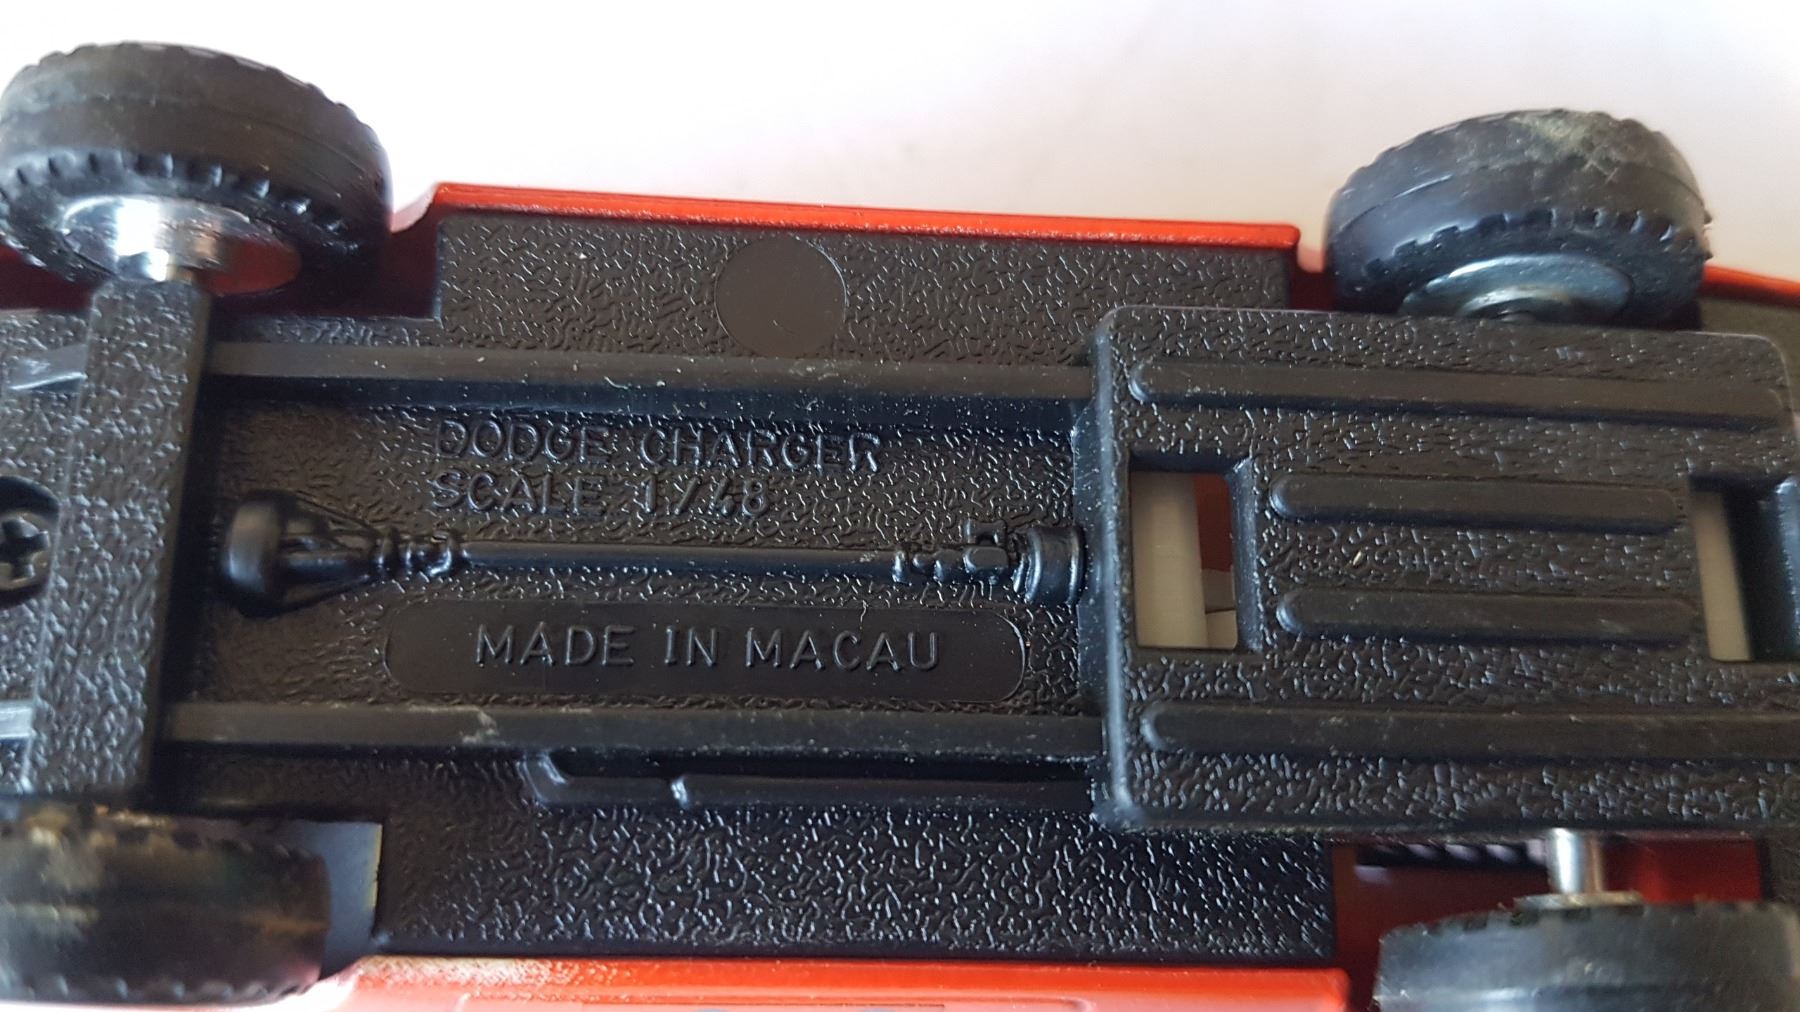 DODGE CHARGER
SCALE 1/48
MADE IN MACAU